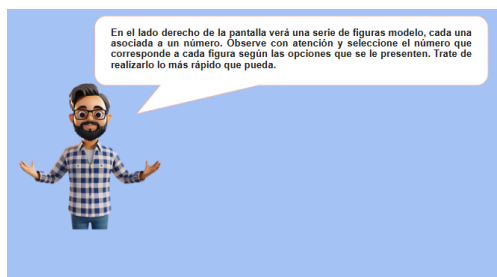 En el lado derecho de la pantalla verá una serie de figuras modelo, cada una
asociada a un número. Observe con atención y seleccione el número que
corresponde a cada figura según las opciones que se le presenten. Trate de
realizarlo lo más rápido que pueda.